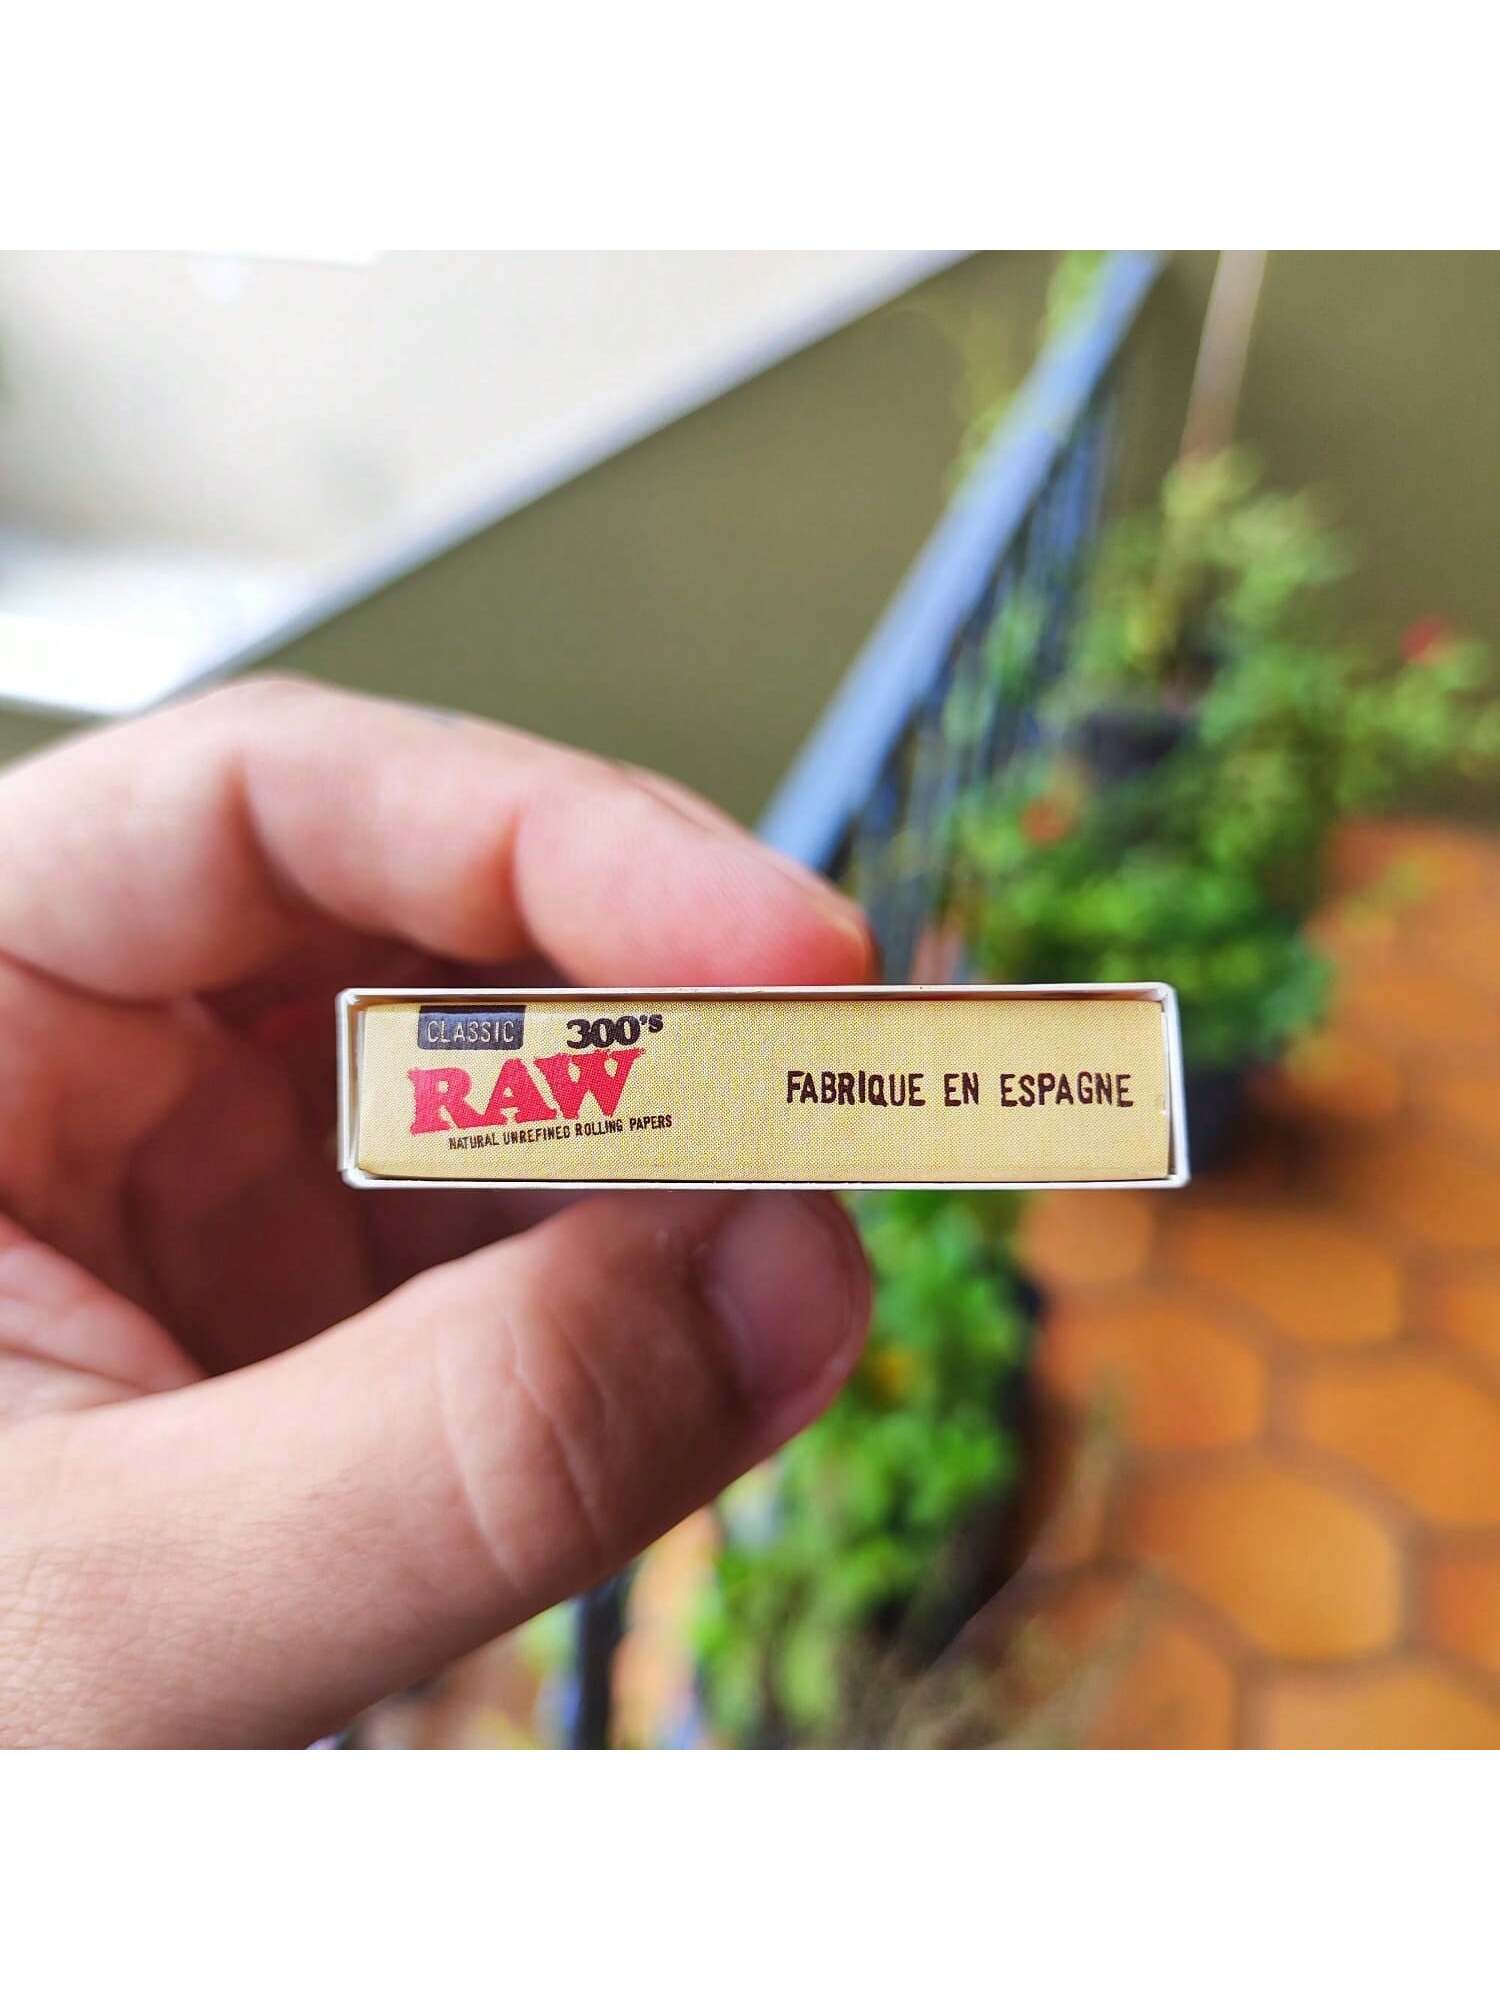 CLASSIC 300's
RAW
NATURAL UNREFINED ROLLING PAPERS
FABRIQUE EN ESPAGNE